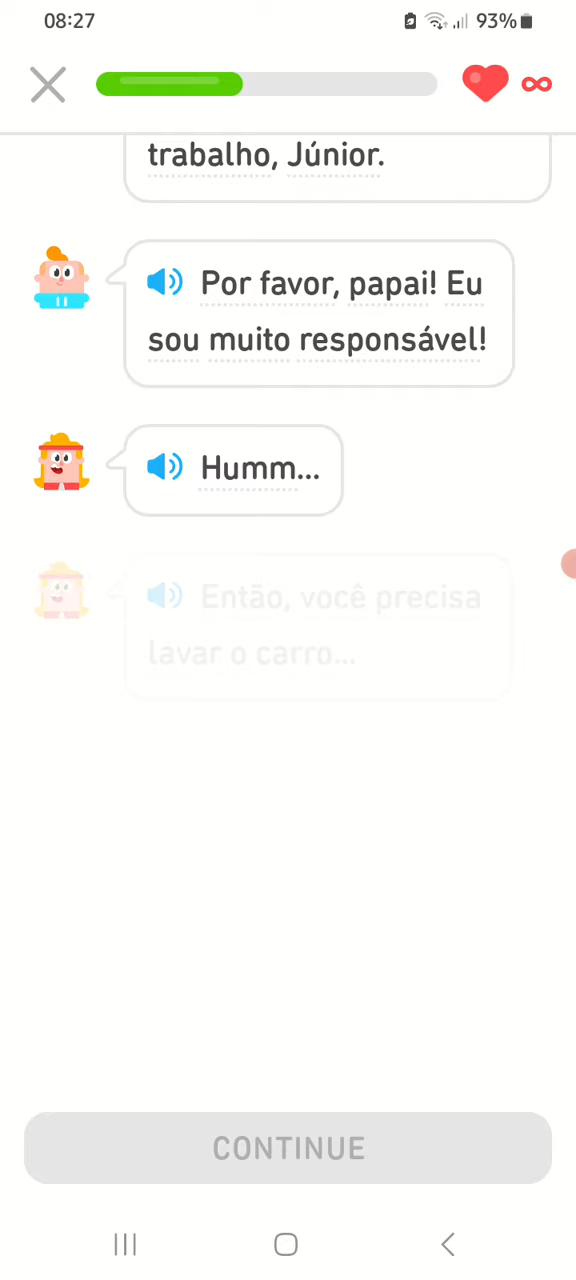 08:27
93%
trabalho, Júnior.
Por favor, papai! Eu
sou muito responsável!
Humm...
Então, você precisa
lavar o carro...
CONTINUE